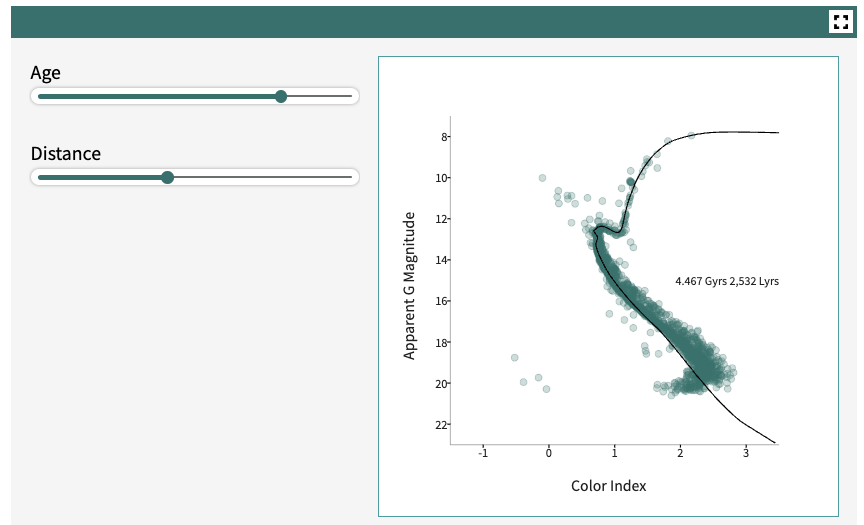 Age
Distance
8
10
12
14
16
18
20
22
Apparent G Magnitude
4.467 Gyrs 2,532 Lyrs
-1
0
1
2
3
Color Index